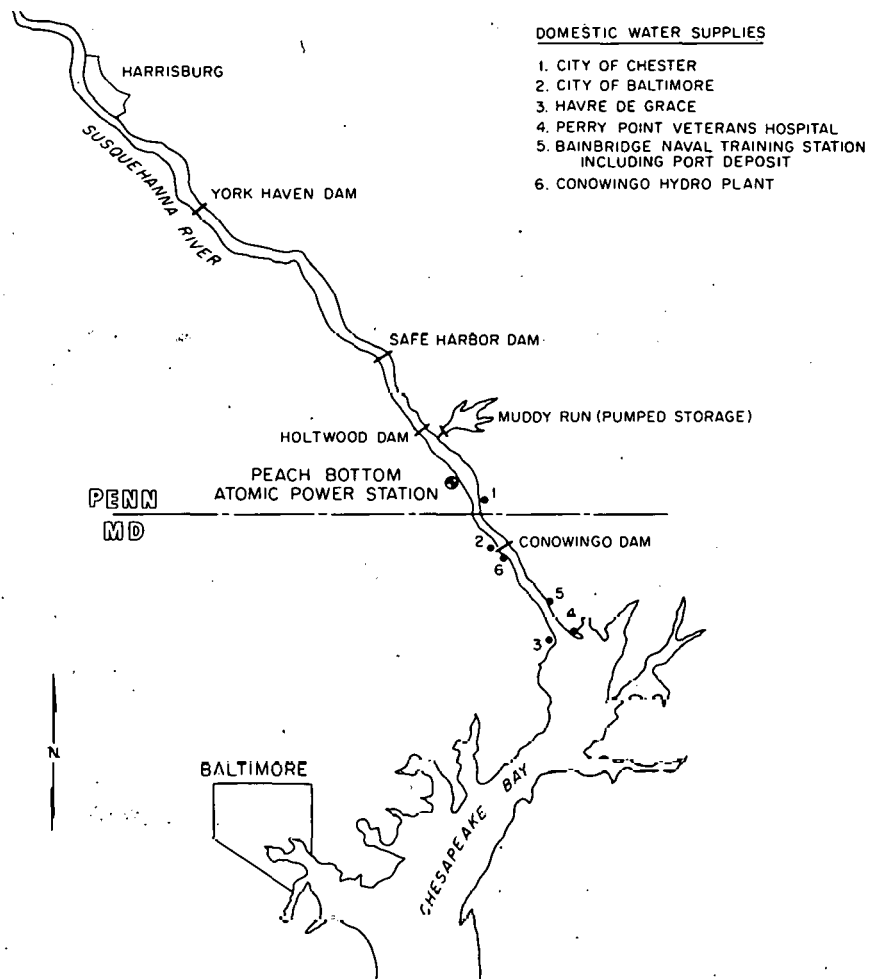 DOMESTIC WATER SUPPLIES
1. CITY OF CHESTER
2. CITY OF BALTIMORE
3. HAVRE DE GRACE
4. PERRY POINT VETERANS HOSPITAL
5. BAINBRIDGE NAVAL TRAINING STATION
INCLUDING PORT DEPOSIT
6. CONOWINGO HYDRO PLANT
HARRISBURG
SUSQUEHANNA RIVER
YORK HAVEN DAM
SAFE HARBOR DAM
MUDDY RUN (PUMPED STORAGE)
HOLTWOOD DAM
PEACH BOTTOM
ATOMIC POWER STATION
1
PENN
MD
2
CONOWINGO DAM
6
5
4
3
N
BALTIMORE
CHESAPEAKE BAY